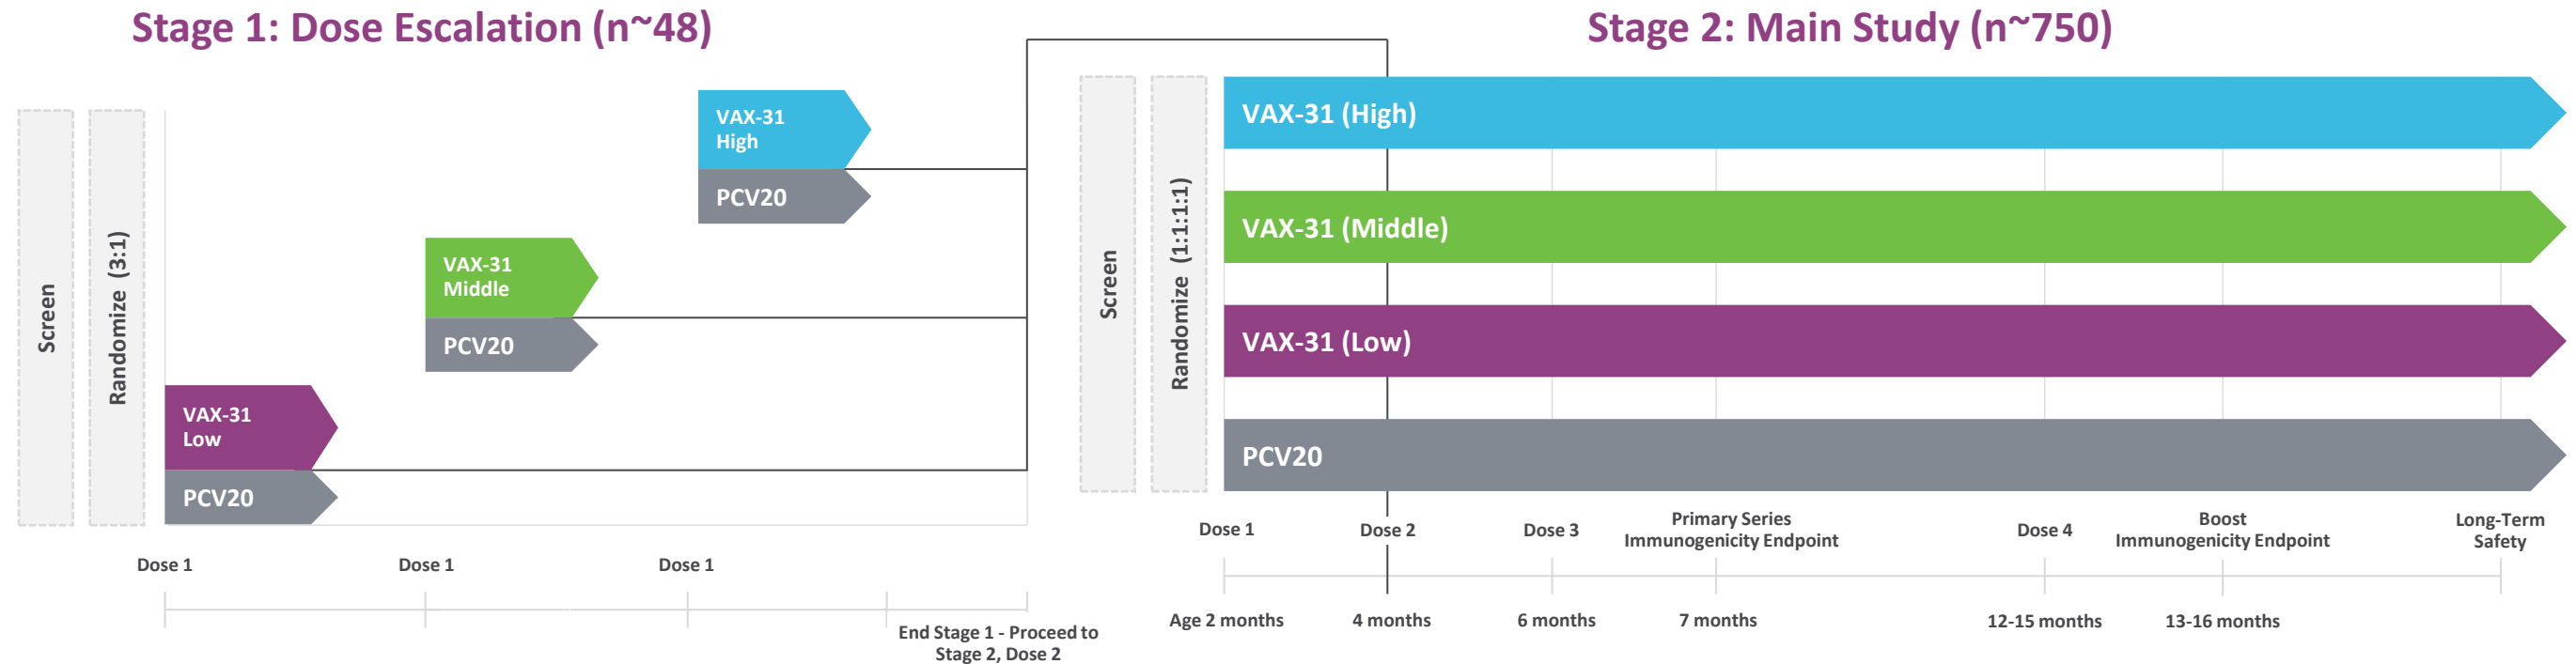 Stage 1: Dose Escalation (n~48)
Screen
Randomize (3:1)
VAX-31
High
PCV20
VAX-31
Middle
PCV20
VAX-31
Low
PCV20
Dose 1
Dose 1
Dose 1
End Stage 1 - Proceed to
Stage 2, Dose 2
Stage 2: Main Study (n~750)
Screen
Randomize (1:1:1:1)
VAX-31 (High)
VAX-31 (Middle)
VAX-31 (Low)
PCV20
Dose 1
Dose 2
Dose 3
Primary Series
Immunogenicity Endpoint
Dose 4
Boost
Immunogenicity Endpoint
Long-Term
Safety
Age 2 months
4 months
6 months
7 months
12-15 months
13-16 months